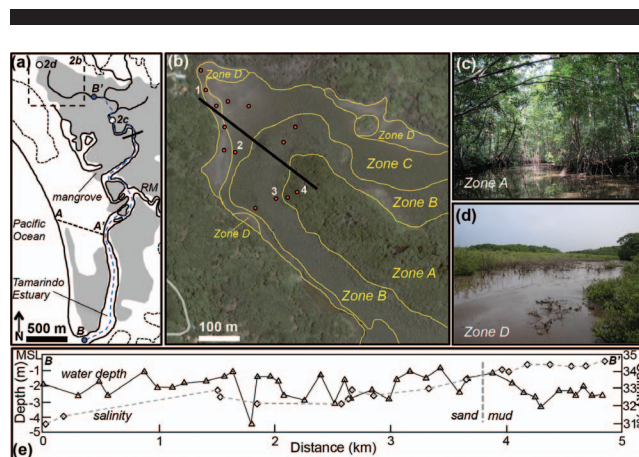 (a)
2d
2b
B'
2c
mangrove
RM
Pacific
Ocean
A
A'
Tamarindo
Estuary
B
N
500 m
(b)
Zone D
1
Zone D
2
Zone C
3
4
Zone B
Zone D
Zone A
Zone B
100 m
(c)
Zone A
(d)
Zone D
MSL
B
B'
35
water depth
-1
34
-2
33
-3
salinity
sand
mud
32
-4
-5
31
Depth (m)
0
1
2
3
4
5
Distance (km)
(e)